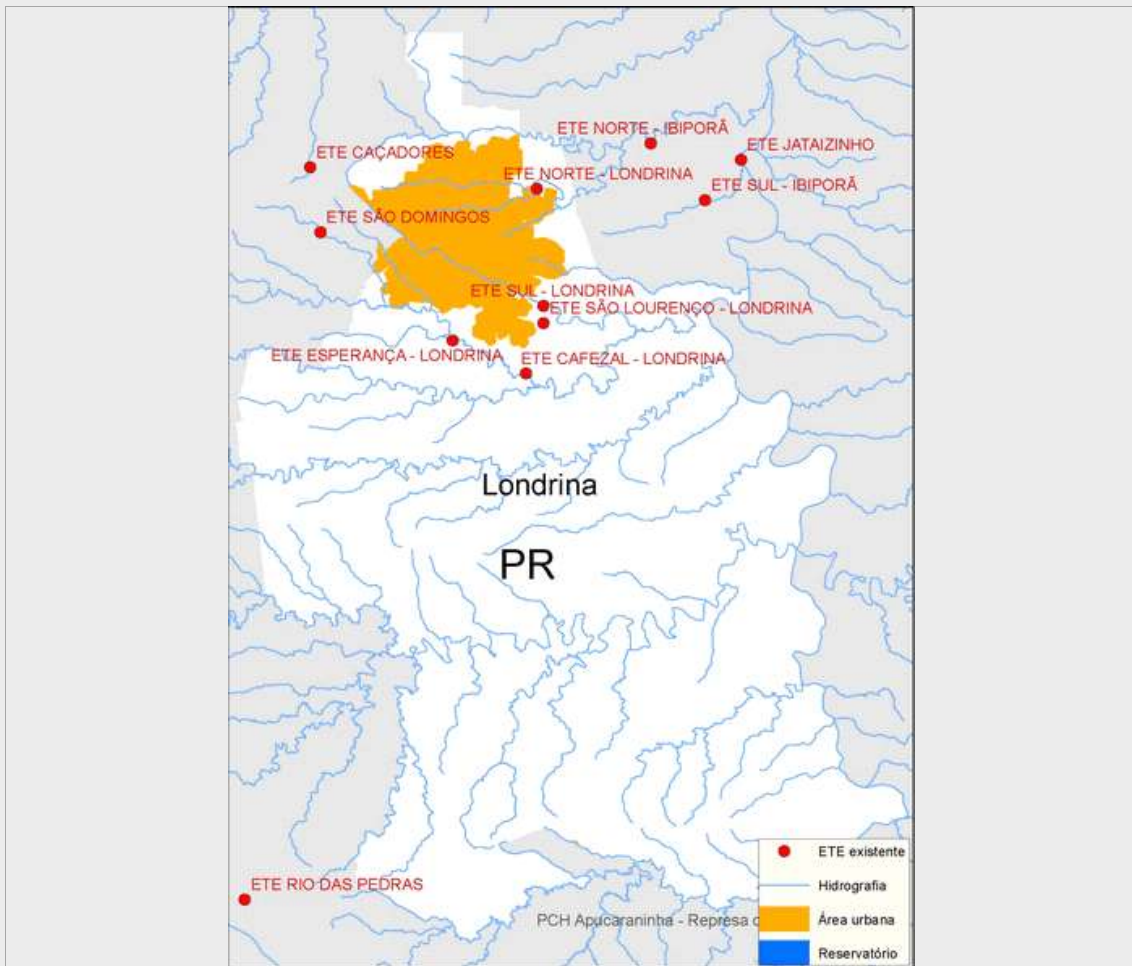 ETE NORTE - IBIPORÃ
ETE CAÇADORES
ETE JATAIZINHO
ETE NORTE - LONDRINA
ETE SUL - IBIPORÃ
ETE SÃO DOMINGOS
ETE SUL - LONDRINA
ETE SÃO LOURENÇO - LONDRINA
ETE ESPERANÇA - LONDRINA
ETE CAFEZAL - LONDRINA
Londrina
PR
ETE RIO DAS PEDRAS
PCH Apucaraninha - Represa
ETE existente
Hidrografia
Área urbana
Reservatório